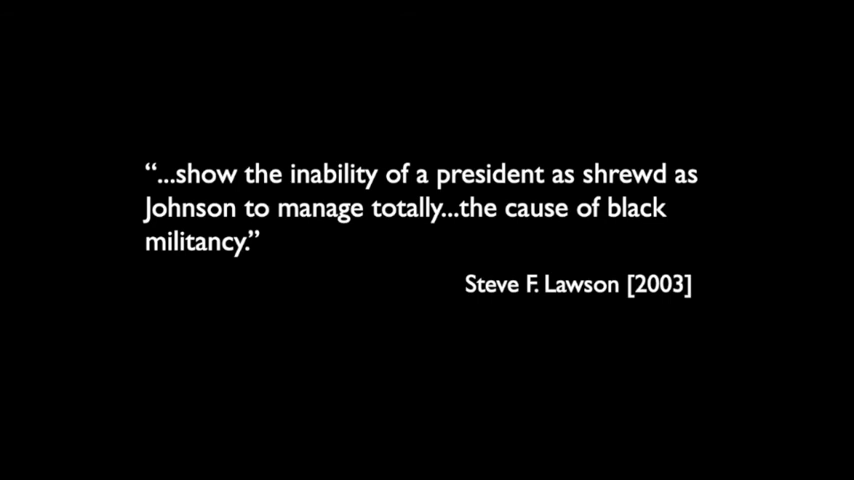 “...show the inability of a president as shrewd as
Johnson to manage totally...the cause of black
militancy.”
Steve F. Lawson [2003]